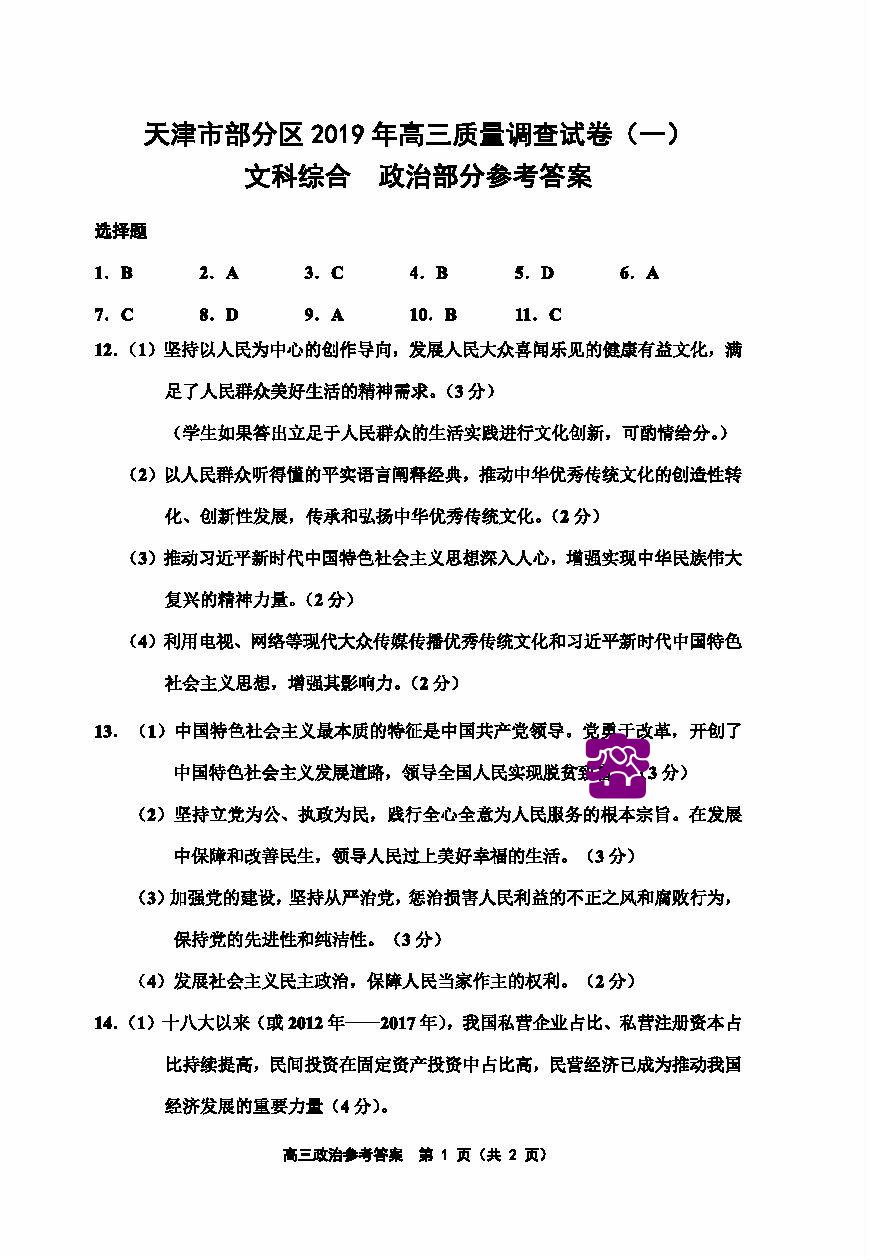 天津市部分区 2019 年高三质量调查试卷（一）
文科综合 政治部分参考答案
选择题
1. B 2. A 3. C 4. B 5. D 6. A
7. C 8. D 9. A 10. B 11. C
12.（1）坚持以人民为中心的创作导向，发展人民大众喜闻乐见的健康有益文化，满
足了人民群众美好生活的精神需求。（3 分）
（学生如果答出立足于人民群众的生活实践进行文化创新，可酌情给分。）
（2）以人民群众听得懂的平实语言阐释经典，推动中华优秀传统文化的创造性转
化、创新性发展，传承和弘扬中华优秀传统文化。（2 分）
（3）推动习近平新时代中国特色社会主义思想深入人心，增强实现中华民族伟大
复兴的精神力量。（2 分）
（4）利用电视、网络等现代大众传媒传播优秀传统文化和习近平新时代中国特色
社会主义思想，增强其影响力。（2 分）
13. （1）中国特色社会主义最本质的特征是中国共产党领导。党勇于改革，开创了
中国特色社会主义发展道路，领导全国人民实现脱贫 3 分）
（2）坚持立党为公、执政为民，践行全心全意为人民服务的根本宗旨。在发展
中保障和改善民生，领导人民过上美好幸福的生活。（3 分）
（3）加强党的建设，坚持从严治党，惩治损害人民利益的不正之风和腐败行为，
保持党的先进性和纯洁性。（3 分）
（4）发展社会主义民主政治，保障人民当家作主的权利。（2 分）
14.（1）十八大以来（或 2012 年——2017 年），我国私营企业占比、私营注册资本占
比持续提高，民间投资在固定资产投资中占比高，民营经济已成为推动我国
经济发展的重要力量（4 分）。
高三政治参考答案 第 1 页（共 2 页）